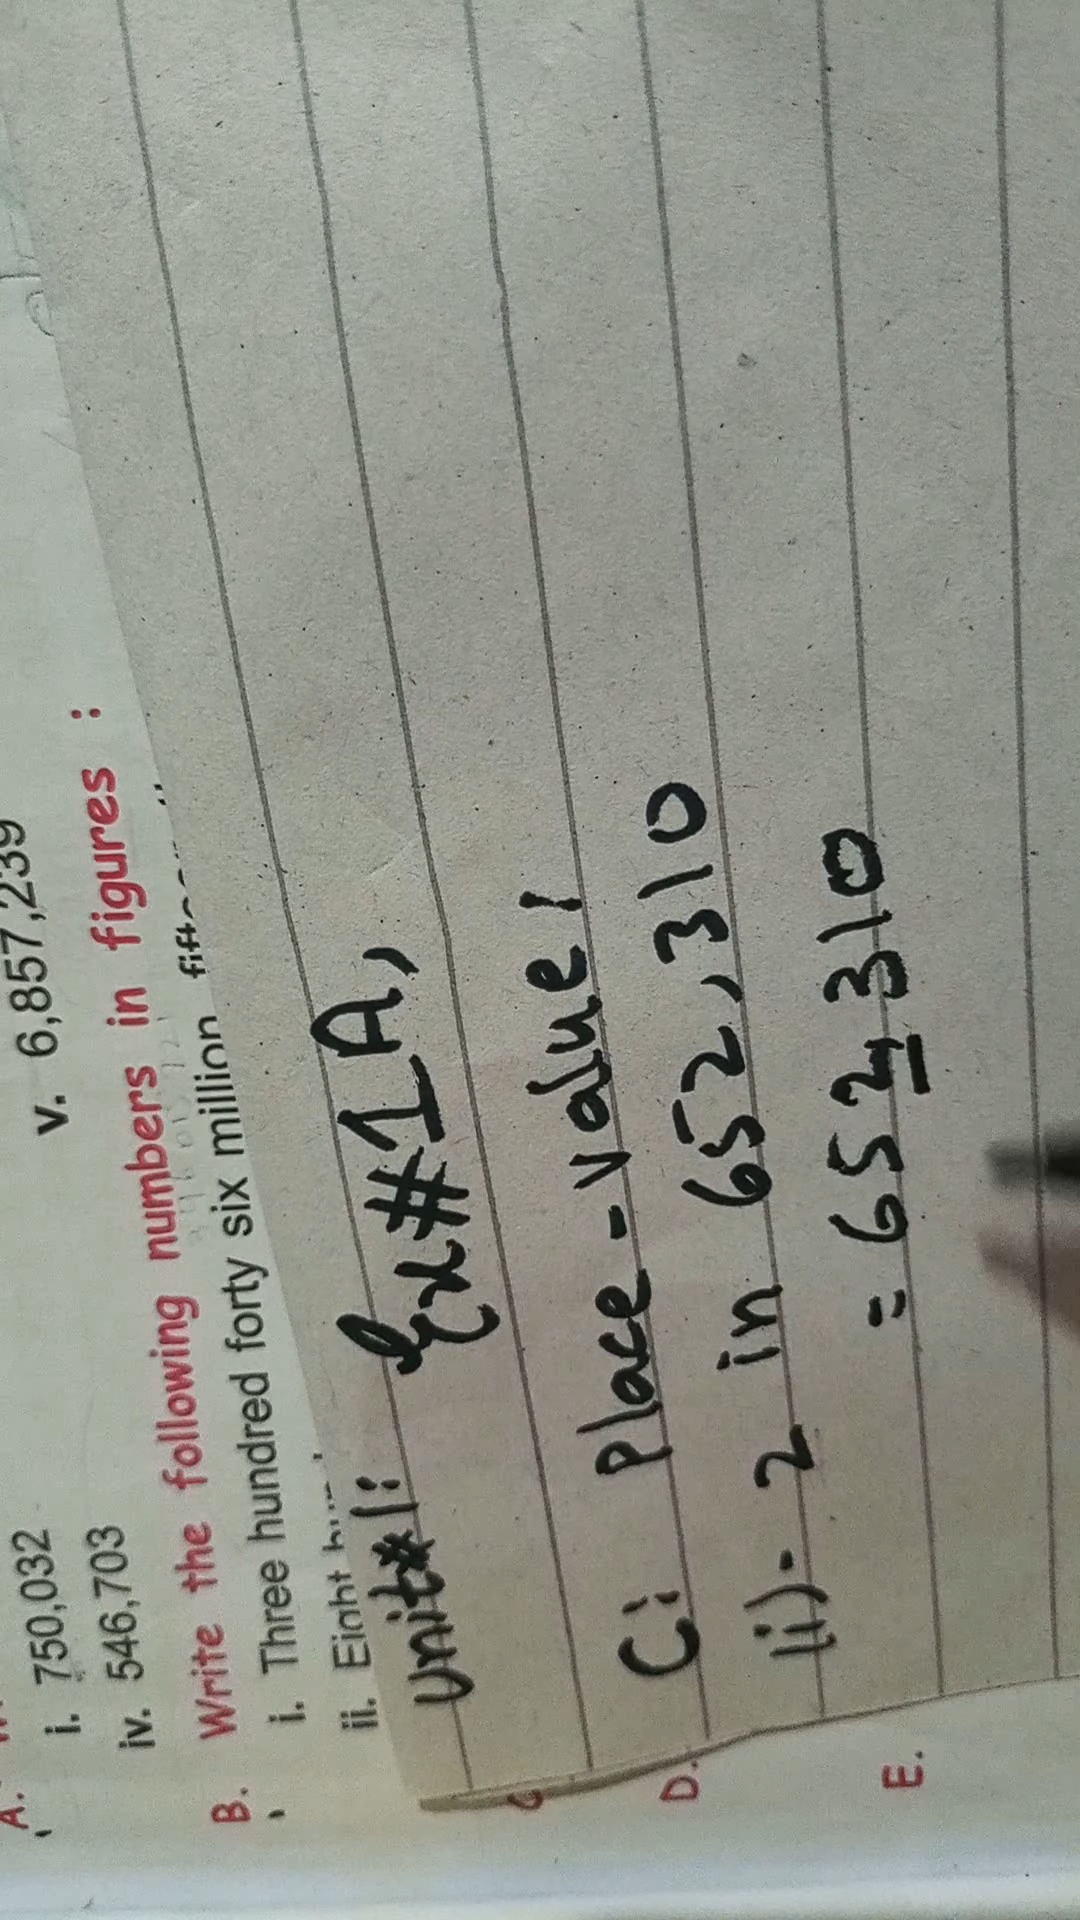 A.
i. 750,032
v. 6,857,239
iv. 546,703
B. Write the following numbers in figures :
i. Three hundred forty six million
ii. Eight
Unit#1: Ex#1A,
C: Place-value!
ii). 2 in 652,310
= 652,310
D.
E.